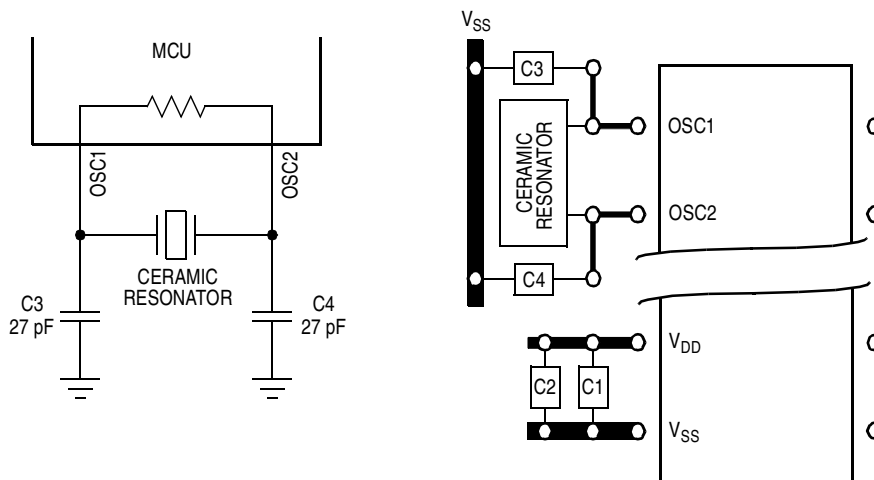 MCU
OSC1
OSC2
CERAMIC
RESONATOR
C3
27 pF
C4
27 pF
VSS
C3
CERAMIC
RESONATOR
OSC1
OSC2
C4
VDD
C2
C1
VSS